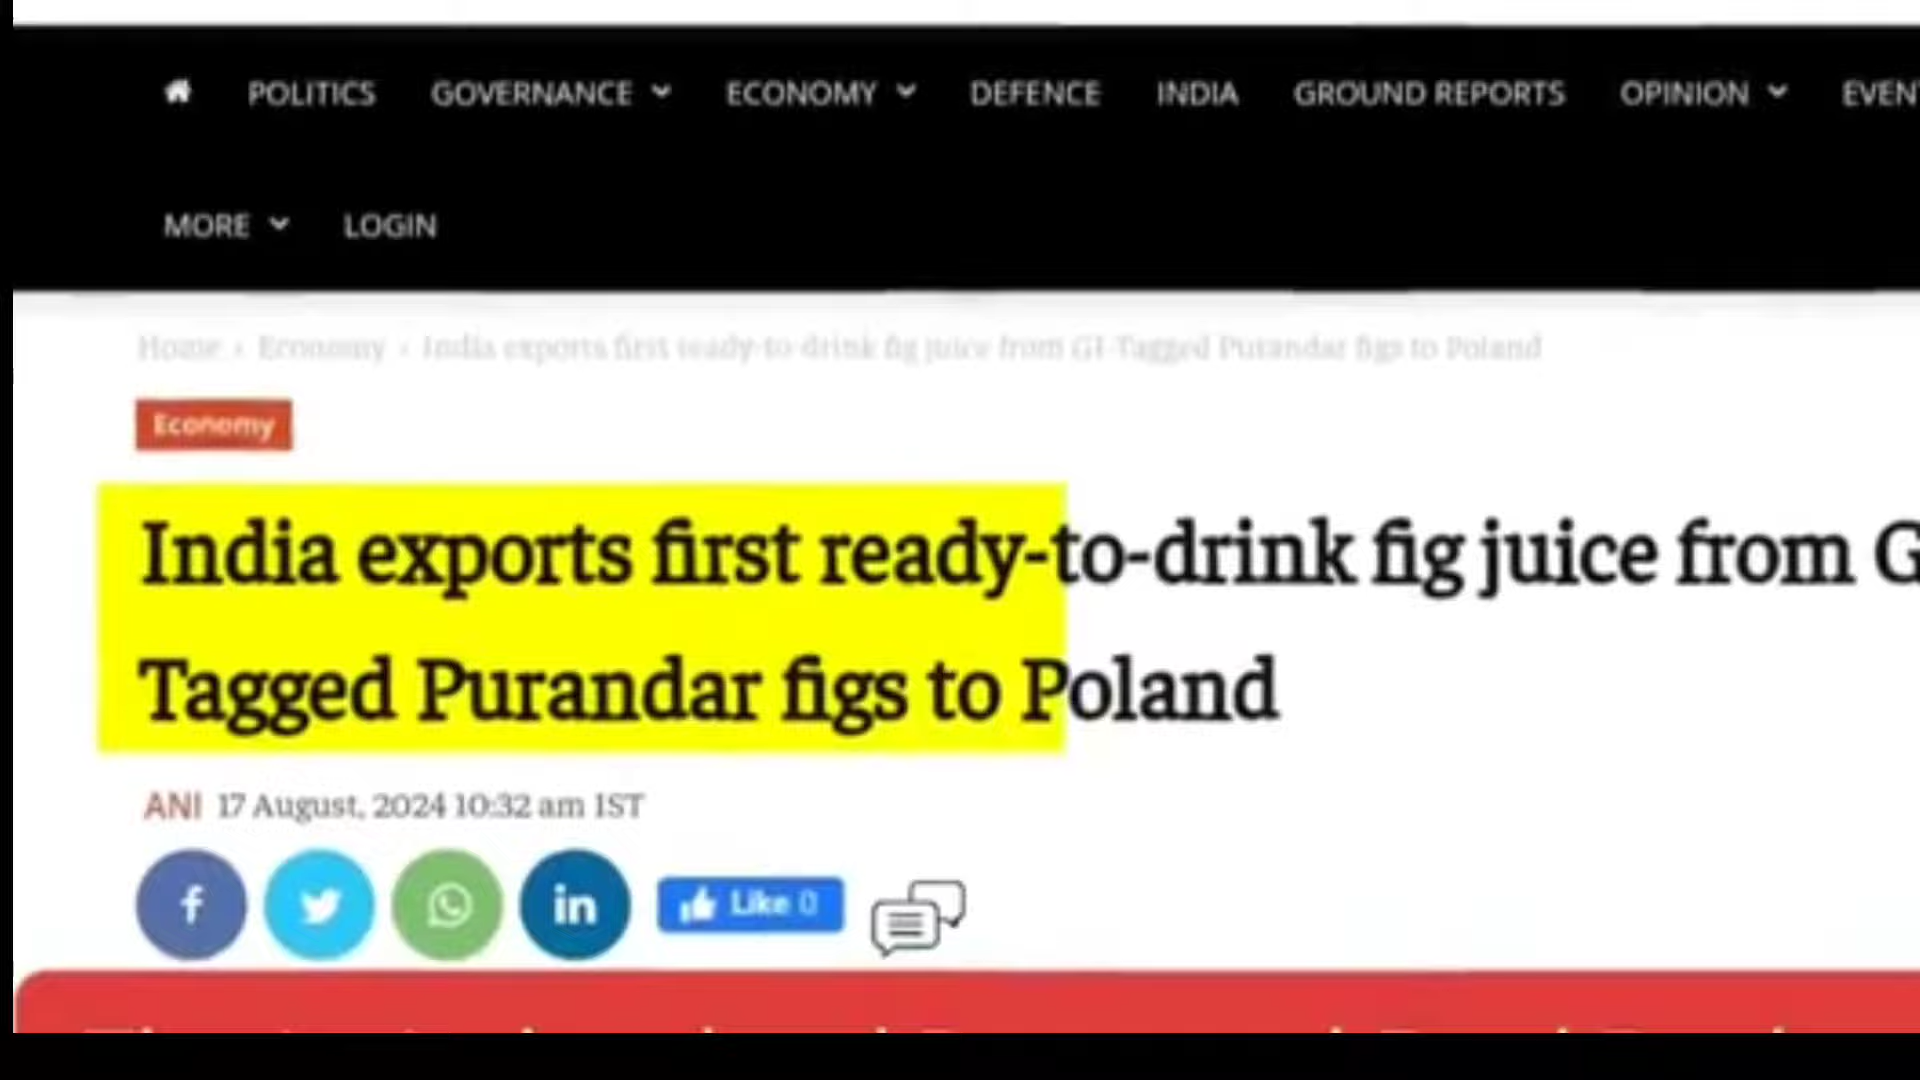 POLITICS GOVERNANCE ECONOMY DEFENCE INDIA GROUND REPORTS OPINION EVEN
MORE LOGIN
Home › Economy › India exports first ready-to-drink fig juice from GI-Tagged Purandar figs to Poland
Economy
India exports first ready-to-drink fig juice from G
Tagged Purandar figs to Poland
ANI 17 August, 2024 10:32 am IST
f in Like 0